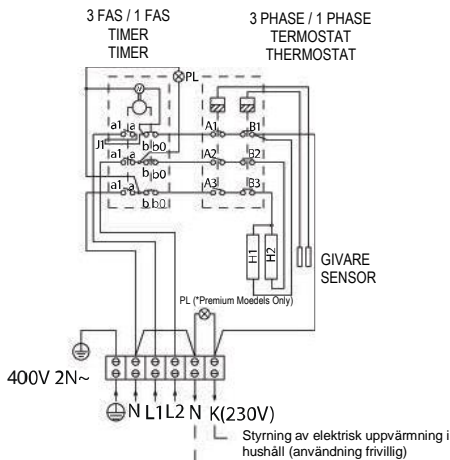 3 FAS / 1 FAS
TIMER
TIMER
3 PHASE / 1 PHASE
TERMOSTAT
THERMOSTAT
PL
M
a1 a A1 B1
J1 b b0
a1 a A2 B2
b b0
a1 a A3 B3
b b0
H1 H2
GIVARE
SENSOR
PL (*Premium Moedels Only)
400V 2N~
N L1 L2 N K(230V)
Styrning av elektrisk uppvärmning i
hushåll (användning frivillig)